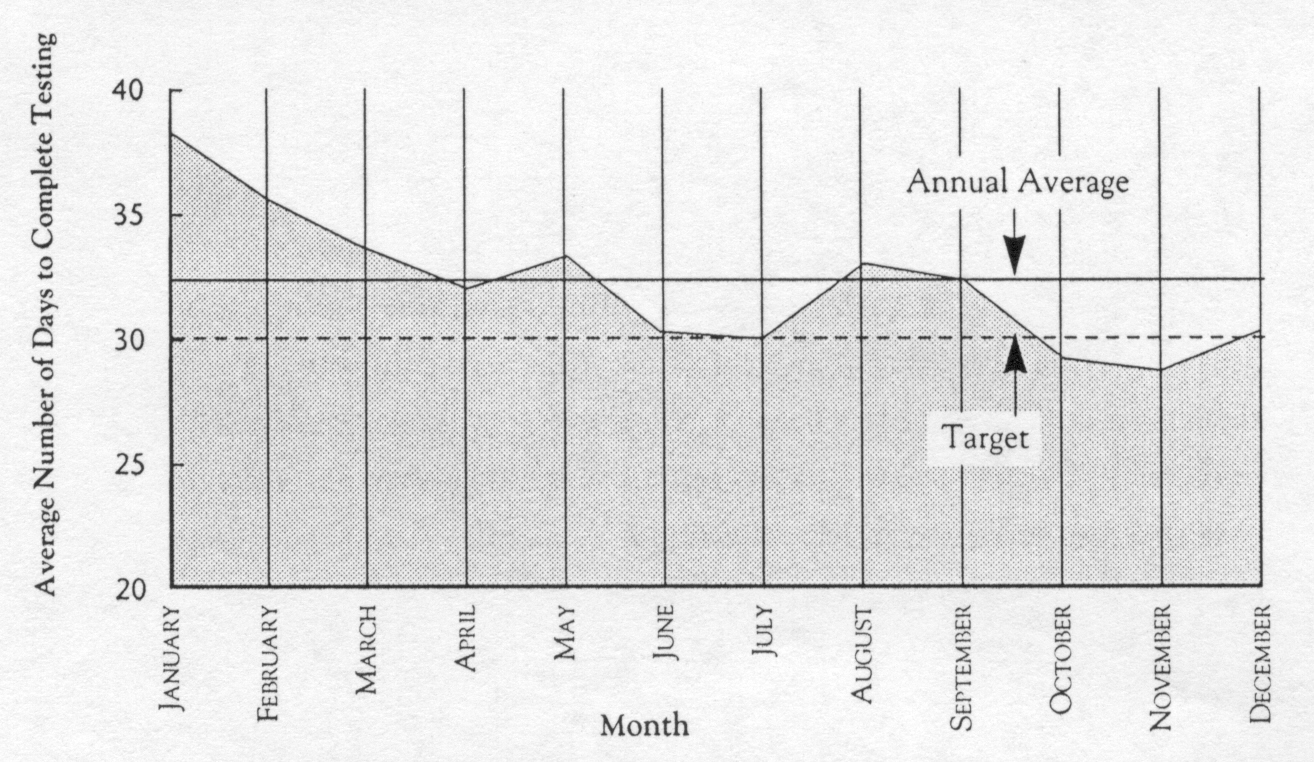 Average Number of Days to Complete Testing
40
35
30
25
20
Annual Average
Target
JANUARY
FEBRUARY
MARCH
APRIL
MAY
JUNE
JULY
AUGUST
SEPTEMBER
OCTOBER
NOVEMBER
DECEMBER
Month